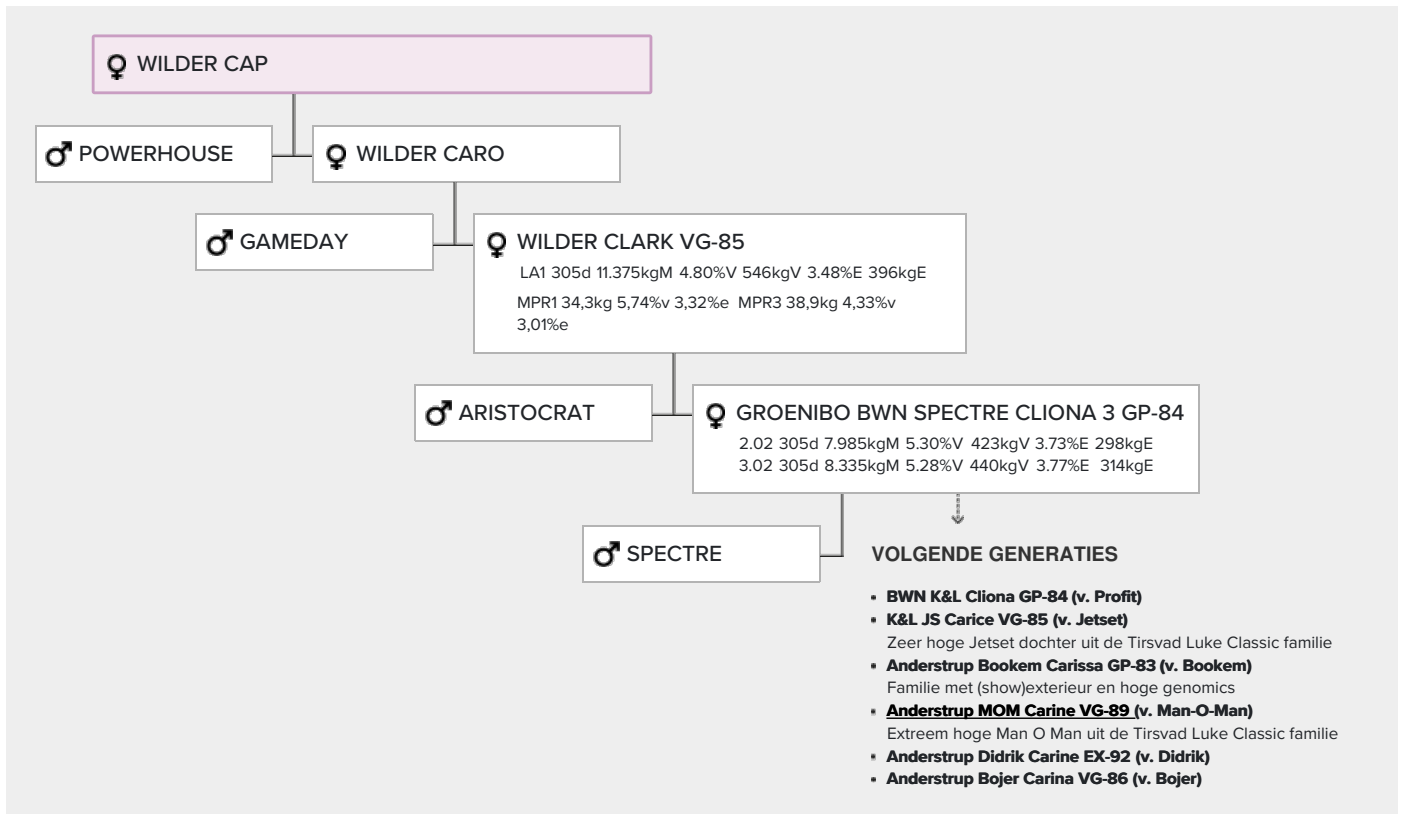 WILDER CAP
POWERHOUSE
WILDER CARO
GAMEDAY
WILDER CLARK VG-85
LA1 305d 11.375kgM 4.80%V 546kgV 3.48%E 396kgE
MPR1 34,3kg 5,74%v 3,32%e MPR3 38,9kg 4,33%v
3,01%e
ARISTOCRAT
GROENIBO BWN SPECTRE CLIONA 3 GP-84
2.02 305d 7.985kgM 5.30%V 423kgV 3.73%E 298kgE
3.02 305d 8.335kgM 5.28%V 440kgV 3.77%E 314kgE
SPECTRE
VOLGENDE GENERATIES
▪ BWN K&L Cliona GP-84 (v. Profit)
▪ K&L JS Carice VG-85 (v. Jetset)
Zeer hoge Jetset dochter uit de Tirsvad Luke Classic familie
▪ Anderstrup Bookem Carissa GP-83 (v. Bookem)
Familie met (show)exterieur en hoge genomics
▪ Anderstrup MOM Carine VG-89 (v. Man-O-Man)
Extreem hoge Man O Man uit de Tirsvad Luke Classic familie
▪ Anderstrup Didrik Carine EX-92 (v. Didrik)
▪ Anderstrup Bojer Carina VG-86 (v. Bojer)